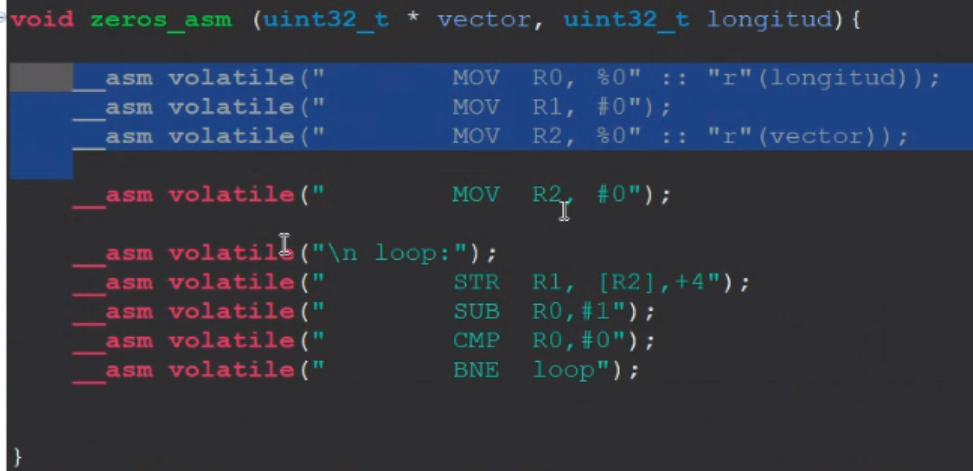 void zeros_asm (uint32_t * vector, uint32_t longitud){
__asm volatile(" MOV R0, %0" :: "r"(longitud));
__asm volatile(" MOV R1, #0");
__asm volatile(" MOV R2, %0" :: "r"(vector));
__asm volatile(" MOV R2, #0");
__asm volatile("\n loop:");
__asm volatile(" STR R1, [R2],+4");
__asm volatile(" SUB R0,#1");
__asm volatile(" CMP R0,#0");
__asm volatile(" BNE loop");
}